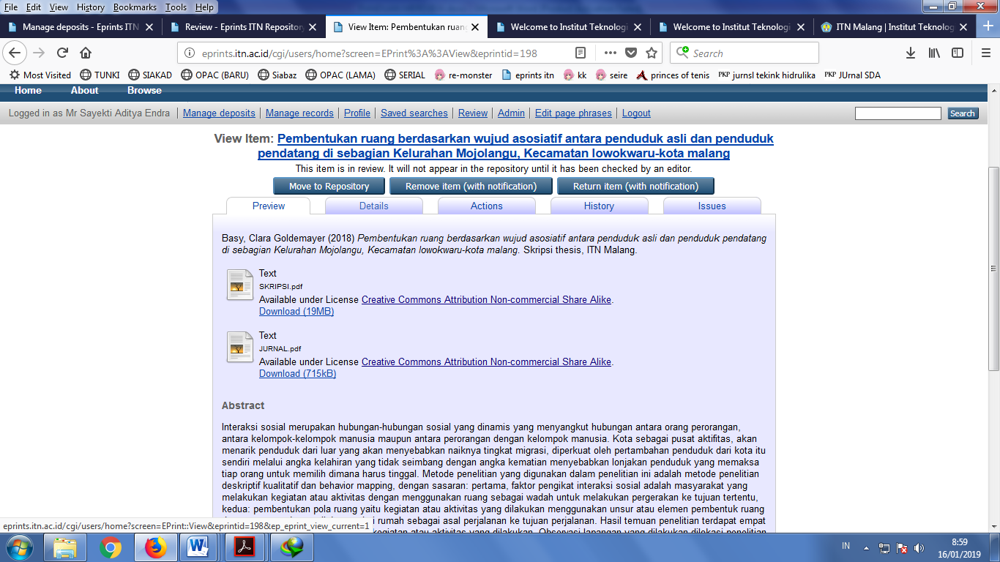 File Edit View History Bookmarks Tools Help
Manage deposits - Eprints ITN
Review - Eprints ITN Repository
View Item: Pembentukan ruang
Welcome to Institut Teknologi
Welcome to Institut Teknologi
ITN Malang | Institut Teknolog
eprints.itn.ac.id/cgi/users/home?screen=EPrint%3A%3AView&eprintid=198
Search
Most Visited TUNKI SIAKAD OPAC (BARU) Siabaz OPAC (LAMA) SERIAL re-monster eprints itn kk seire princes of tenis PKP jurnsl tekink hidrulika PKP JUrnal SDA
Home About Browse
Logged in as Mr Sayekti Aditya Endra | Manage deposits | Manage records | Profile | Saved searches | Review | Admin | Edit page phrases | Logout
Search
View Item: Pembentukan ruang berdasarkan wujud asosiatif antara penduduk asli dan penduduk
pendatang di sebagian Kelurahan Mojolangu, Kecamatan lowokwaru-kota malang
This item is in review. It will not appear in the repository until it has been checked by an editor.
Move to Repository Remove item (with notification) Return item (with notification)
Preview Details Actions History Issues
Basy, Clara Goldemayer (2018) Pembentukan ruang berdasarkan wujud asosiatif antara penduduk asli dan penduduk pendatang
di sebagian Kelurahan Mojolangu, Kecamatan lowokwaru-kota malang. Skripsi thesis, ITN Malang.
Text
SKRIPSI.pdf
Available under License Creative Commons Attribution Non-commercial Share Alike.
Download (19MB)
Text
JURNAL.pdf
Available under License Creative Commons Attribution Non-commercial Share Alike.
Download (715kB)
Abstract
Interaksi sosial merupakan hubungan-hubungan sosial yang dinamis yang menyangkut hubungan antara orang perorangan,
antara kelompok-kelompok manusia maupun antara perorangan dengan kelompok manusia. Kota sebagai pusat aktifitas, akan
menarik penduduk dari luar yang akan menyebabkan naiknya tingkat migrasi, diperkuat oleh pertambahan penduduk dari kota itu
sendiri melalui angka kelahiran yang tidak seimbang dengan angka kematian menyebabkan lonjakan penduduk yang memaksa
tiap orang untuk memilih dimana harus tinggal. Metode penelitian yang digunakan dalam penelitian ini adalah metode penelitian
deskriptif kualitatif dan behavior mapping, dengan sasaran: pertama, faktor pengikat interaksi sosial adalah masyarakat yang
melakukan kegiatan atau aktivitas dengan menggunakan ruang sebagai wadah untuk melakukan pergerakan ke tujuan tertentu,
kedua: pembentukan pola ruang yaitu kegiatan atau aktivitas yang dilakukan menggunakan unsur atau elemen pembentuk ruang
rumah sebagai asal perjalanan ke tujuan perjalanan. Hasil temuan penelitian terdapat empat
kegiatan atau aktivitas yang dilakukan. Observasi lapangan yang dilakukan dilokasi penelitian
eprints.itn.ac.id/cgi/users/home?screen=EPrint::View&eprintid=198&ep_eprint_view_current=1
IN
8:59
16/01/2019